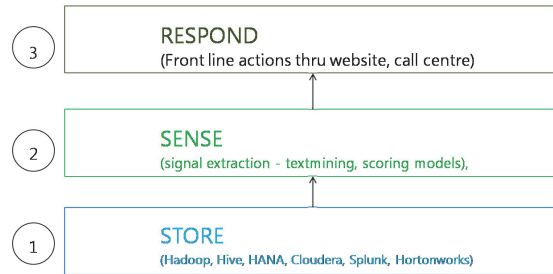 3
RESPOND
(Front line actions thru website, call centre)
2
SENSE
(signal extraction - textmining, scoring models),
1
STORE
(Hadoop, Hive, HANA, Cloudera, Splunk, Hortonworks)